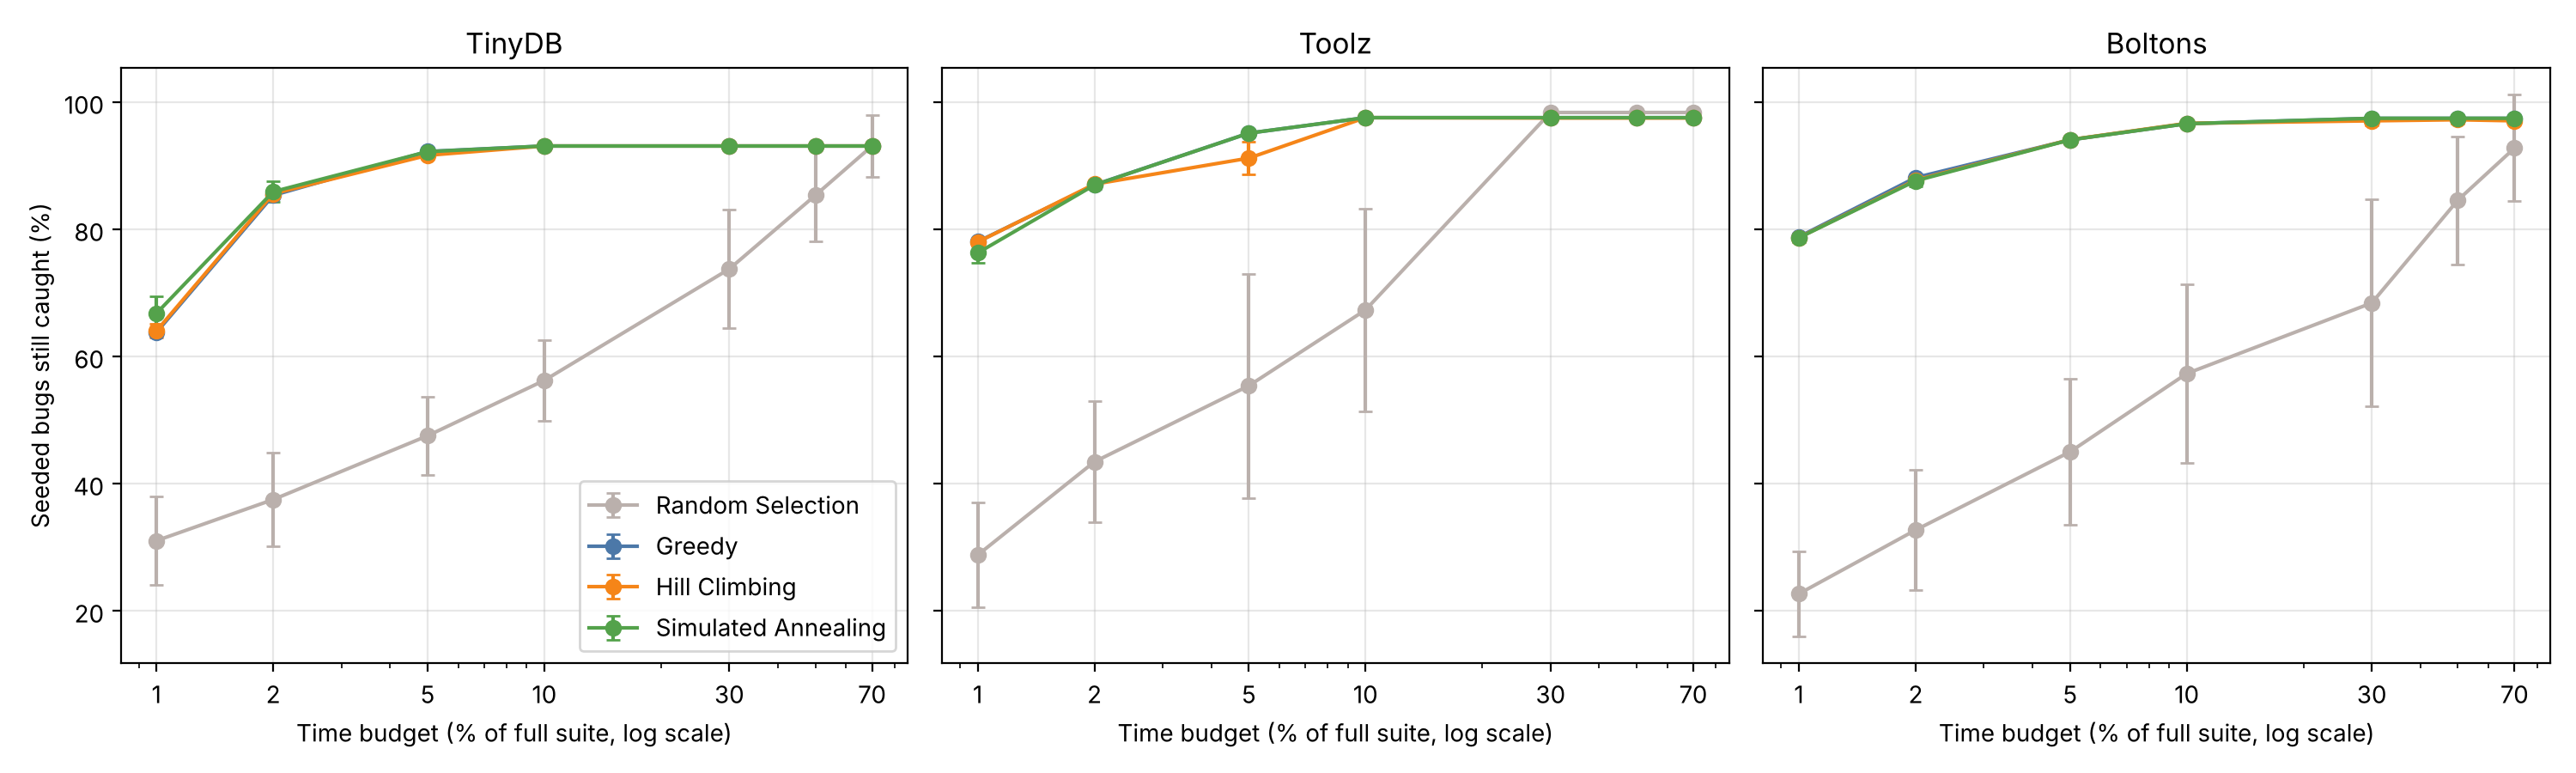 TinyDB
Toolz
Boltons
Seeded bugs still caught (%)
100
80
60
40
20
Random Selection
Greedy
Hill Climbing
Simulated Annealing
1 2 5 10 30 70
1 2 5 10 30 70
1 2 5 10 30 70
Time budget (% of full suite, log scale)
Time budget (% of full suite, log scale)
Time budget (% of full suite, log scale)